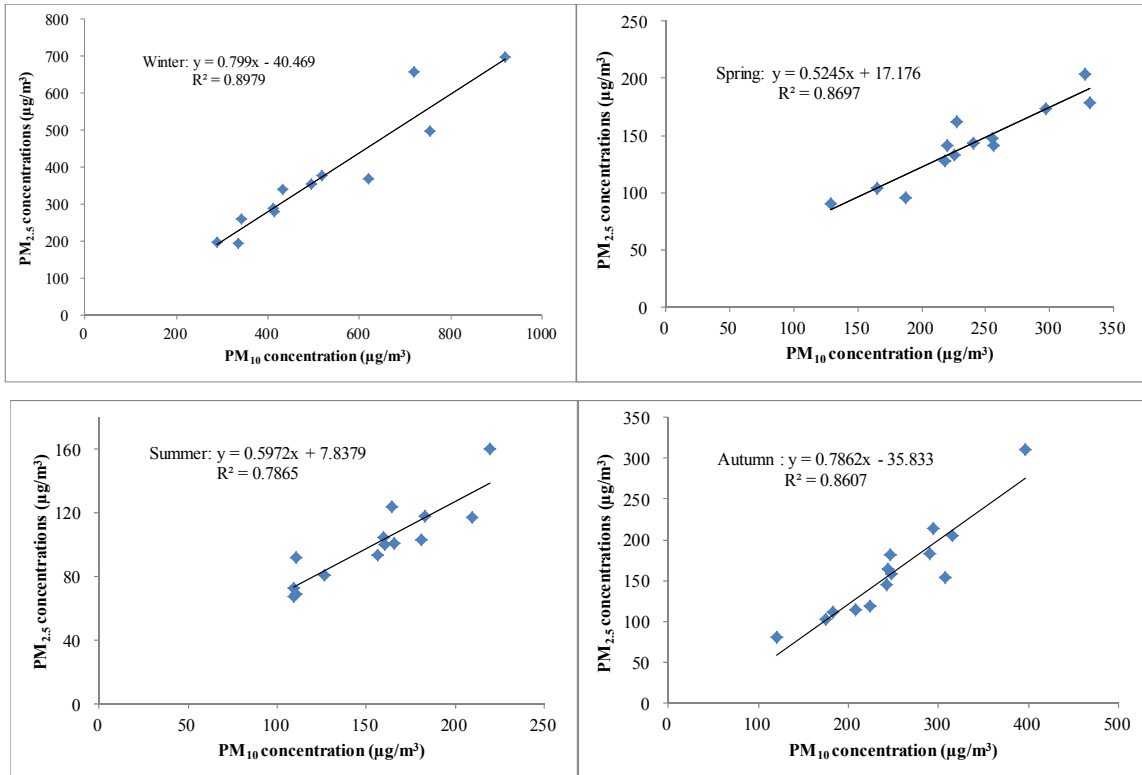 800
700
600
500
400
300
200
100
0
0 200 400 600 800 1000
PM2.5 concentrations (µg/m³)
PM10 concentration (µg/m³)
Winter: y = 0.799x - 40.469
R² = 0.8979
250
200
150
100
50
0
0 50 100 150 200 250 300 350
PM2.5 concentrations (µg/m³)
PM10 concentration (µg/m³)
Spring: y = 0.5245x + 17.176
R² = 0.8697
160
120
80
40
0
0 50 100 150 200 250
PM2.5 concentrations (µg/m³)
PM10 concentration (µg/m³)
Summer: y = 0.5972x + 7.8379
R² = 0.7865
350
300
250
200
150
100
50
0
0 100 200 300 400 500
PM2.5 concentrations (µg/m³)
PM10 concentration (µg/m³)
Autumn : y = 0.7862x - 35.833
R² = 0.8607